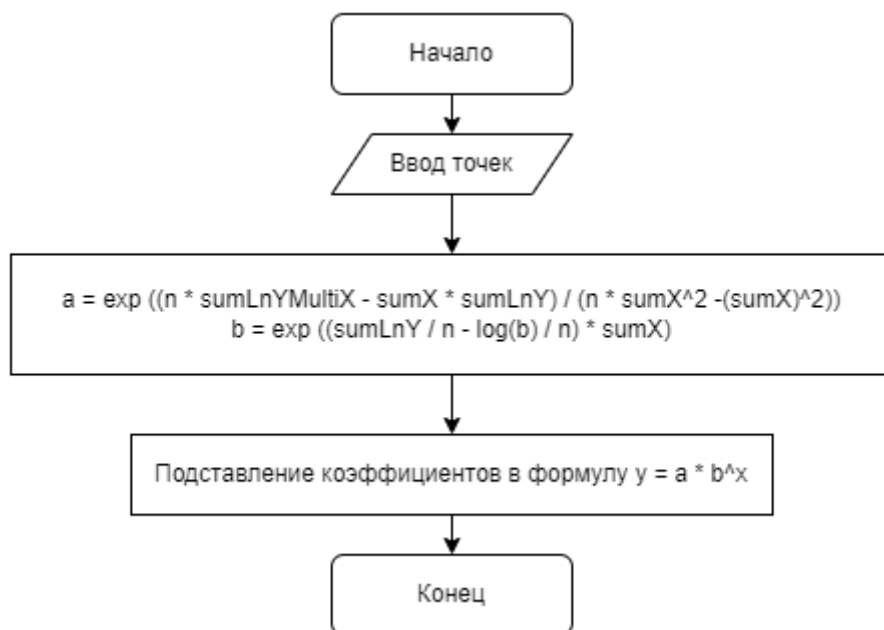 Начало
Ввод точек
a = exp ((n * sumLnYMultiX - sumX * sumLnY) / (n * sumX^2 -(sumX)^2))
b = exp ((sumLnY / n - log(b) / n) * sumX)
Подставление коэффициентов в формулу y = a * b^x
Конец